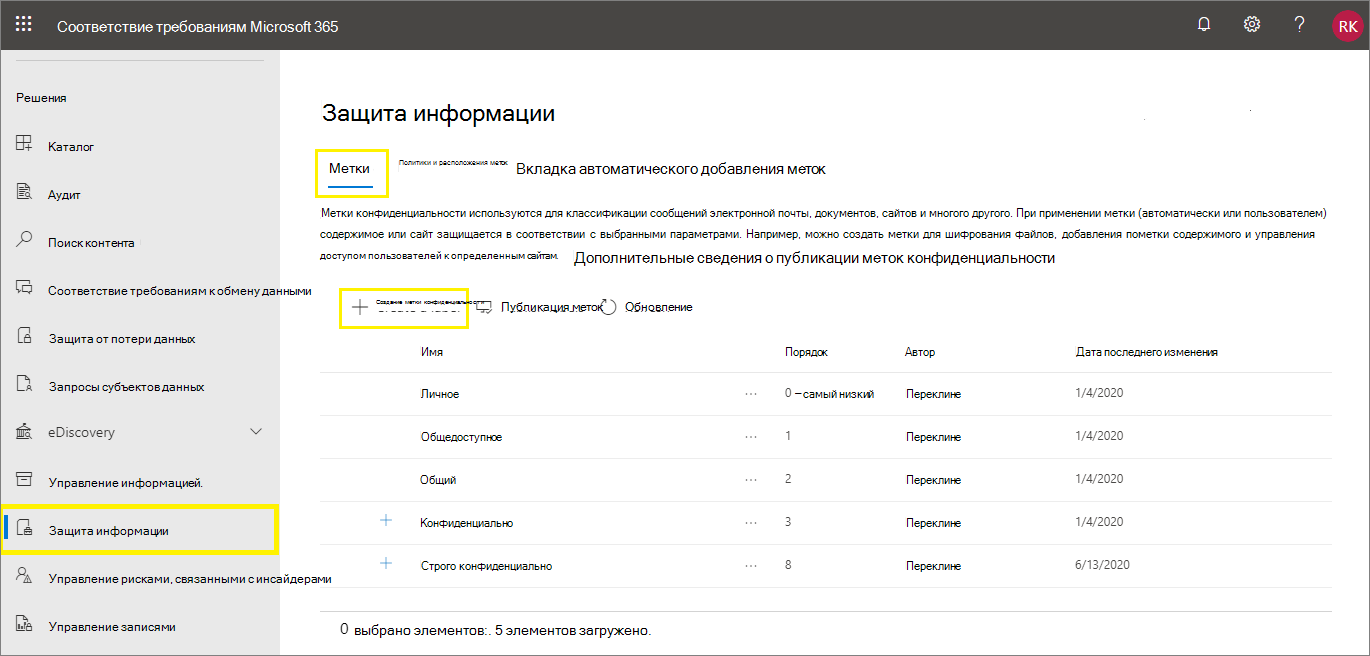 Соответствие требованиям Microsoft 365
RK
Решения
Каталог
Аудит
Поиск контента
Соответствие требованиям к обмену данными
Защита от потери данных
Запросы субъектов данных
eDiscovery
Управление информацией.
Защита информации
Управление рисками, связанными с инсайдерами
Управление записями
Защита информации
Метки Политики и расположения меток Вкладка автоматического добавления меток
Метки конфиденциальности используются для классификации сообщений электронной почты, документов, сайтов и многого другого. При применении метки (автоматически или пользователем)
содержимое или сайт защищается в соответствии с выбранными параметрами. Например, можно создать метки для шифрования файлов, добавления пометки содержимого и управления
доступом пользователей к определенным сайтам. Дополнительные сведения о публикации меток конфиденциальности
Создание метки конфиденциальности Публикация меток Обновление
Имя Порядок Автор Дата последнего изменения
Личное ... 0 – самый низкий Переклине 1/4/2020
Общедоступное ... 1 Переклине 1/4/2020
Общий ... 2 Переклине 1/4/2020
Конфиденциально ... 3 Переклине 1/4/2020
Строго конфиденциально ... 8 Переклине 6/13/2020
0 выбрано элементов:. 5 элементов загружено.